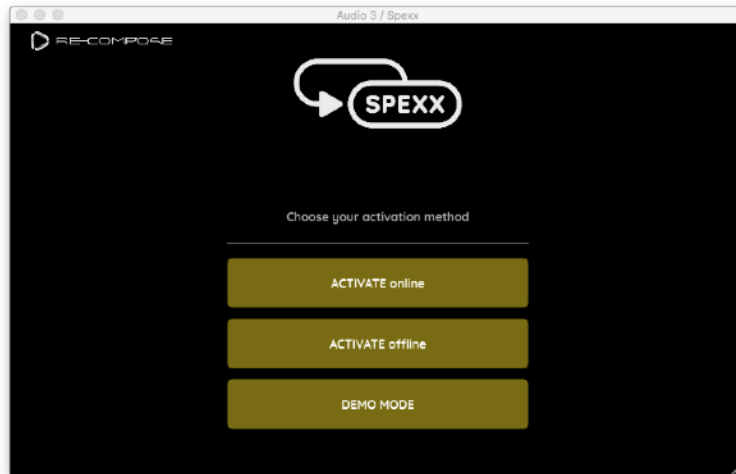 Audio 3 / Spexx
RE-COMPOSE
SPEXX
Choose your activation method
ACTIVATE online
ACTIVATE offline
DEMO MODE